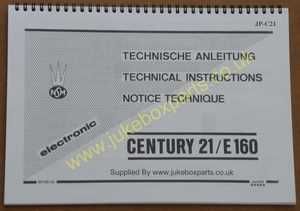 JP-C21
NSM
TECHNISCHE ANLEITUNG
TECHNICAL INSTRUCTIONS
NOTICE TECHNIQUE
electronic
CENTURY 21/E160
www.jukeboxparts.co.uk
Supplied By www.jukeboxparts.co.uk